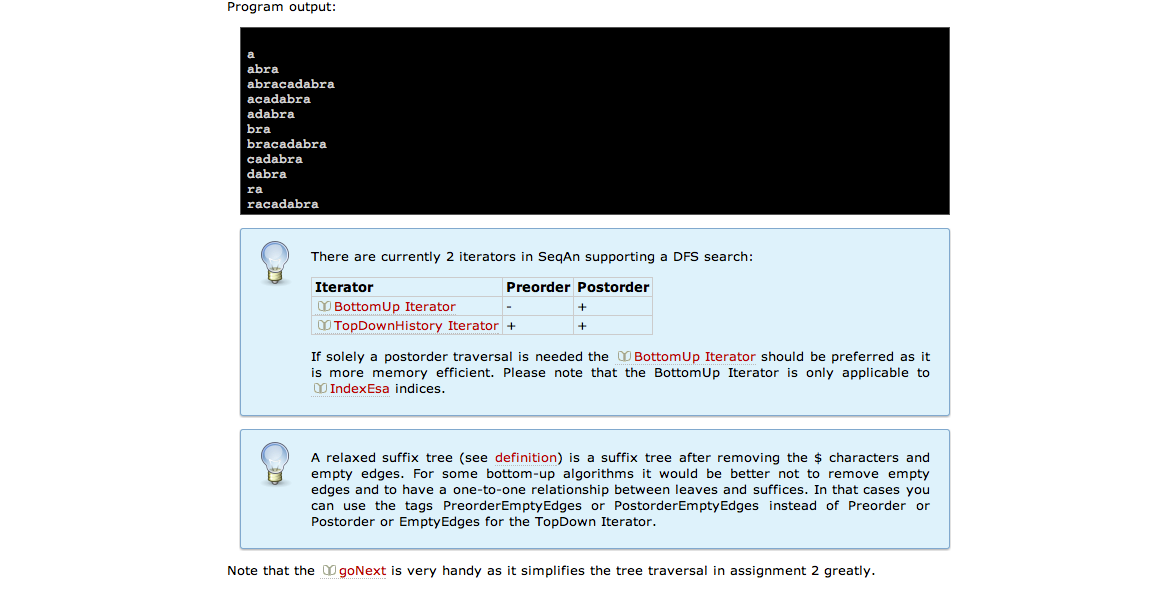 Program output:
a
abra
abracadabra
acadabra
adabra
bra
bracadabra
cadabra
dabra
ra
racadabra
There are currently 2 iterators in SeqAn supporting a DFS search:
Iterator Preorder Postorder
BottomUp Iterator - +
TopDownHistory Iterator + +
If solely a postorder traversal is needed the BottomUp Iterator should be preferred as it
is more memory efficient. Please note that the BottomUp Iterator is only applicable to
IndexEsa indices.
A relaxed suffix tree (see definition) is a suffix tree after removing the $ characters and
empty edges. For some bottom-up algorithms it would be better not to remove empty
edges and to have a one-to-one relationship between leaves and suffices. In that cases you
can use the tags PreorderEmptyEdges or PostorderEmptyEdges instead of Preorder or
Postorder or EmptyEdges for the TopDown Iterator.
Note that the goNext is very handy as it simplifies the tree traversal in assignment 2 greatly.